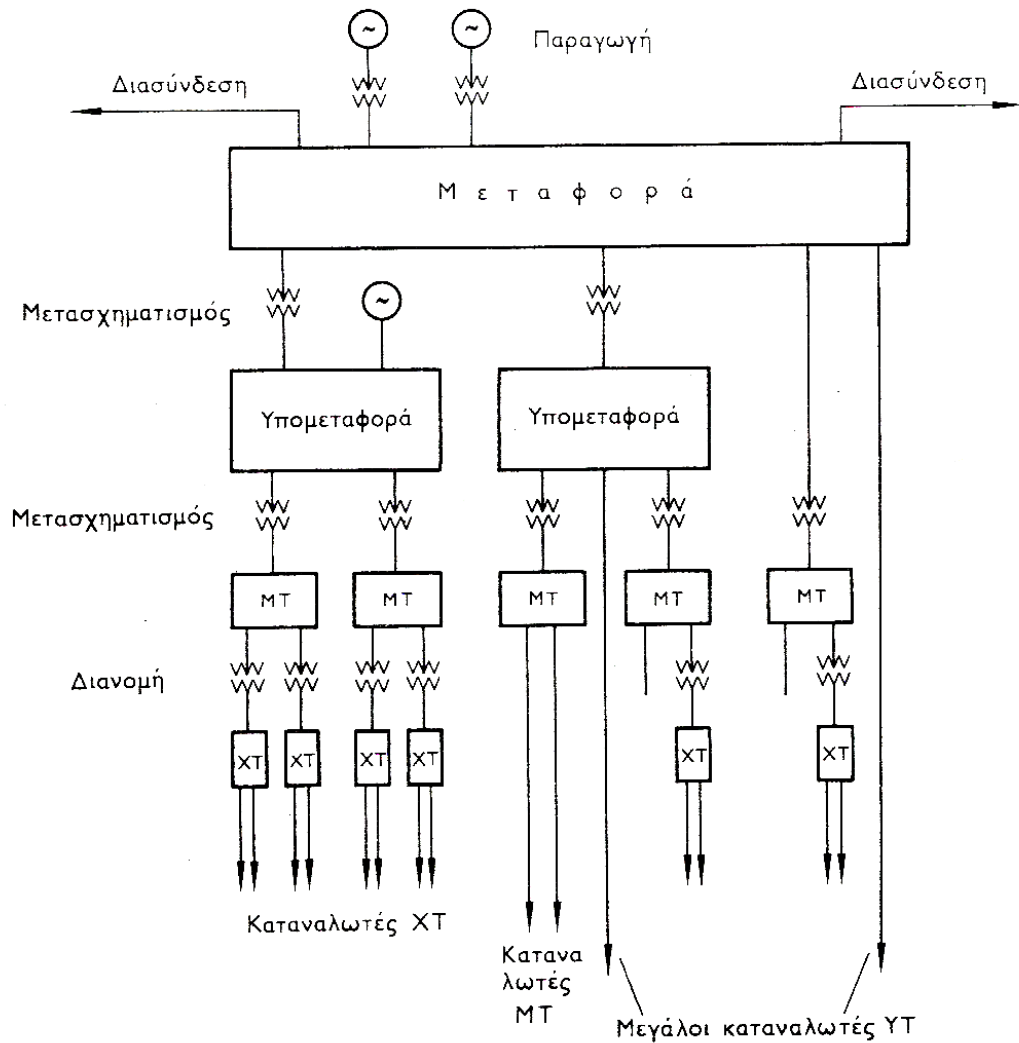 Παραγωγή
Διασύνδεση
Διασύνδεση
Μεταφορά
Μετασχηματισμός
Υπομεταφορά
Υπομεταφορά
Μετασχηματισμός
ΜΤ
ΜΤ
ΜΤ
ΜΤ
ΜΤ
Διανομή
ΧΤ
ΧΤ
ΧΤ
ΧΤ
ΧΤ
ΧΤ
Καταναλωτές ΧΤ
Κατανα
λωτές
ΜΤ
Μεγάλοι καταναλωτές ΥΤ